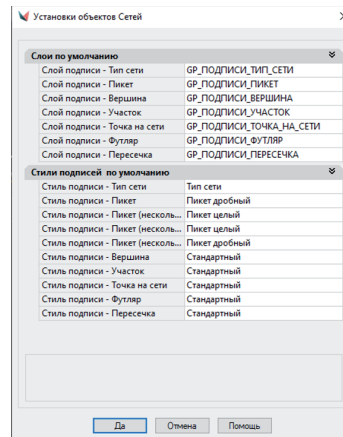 Установки объектов Сетей
Слои по умолчанию
Слой подписи - Тип сети GP_ПОДПИСИ_ТИП_СЕТИ
Слой подписи - Пикет GP_ПОДПИСИ_ПИКЕТ
Слой подписи - Вершина GP_ПОДПИСИ_ВЕРШИНА
Слой подписи - Участок GP_ПОДПИСИ_УЧАСТОК
Слой подписи - Точка на сети GP_ПОДПИСИ_ТОЧКА_НА_СЕТИ
Слой подписи - Футляр GP_ПОДПИСИ_ФУТЛЯР
Слой подписи - Пересечка GP_ПОДПИСИ_ПЕРЕСЕЧКА
Стили подписей по умолчанию
Стиль подписи - Тип сети Тип сети
Стиль подписи - Пикет Пикет дробный
Стиль подписи - Пикет (несколь... Пикет целый
Стиль подписи - Пикет (несколь... Пикет целый
Стиль подписи - Пикет (несколь... Пикет дробный
Стиль подписи - Вершина Стандартный
Стиль подписи - Участок Стандартный
Стиль подписи - Точка на сети Стандартный
Стиль подписи - Футляр Стандартный
Стиль подписи - Пересечка Стандартный
Да Отмена Помощь